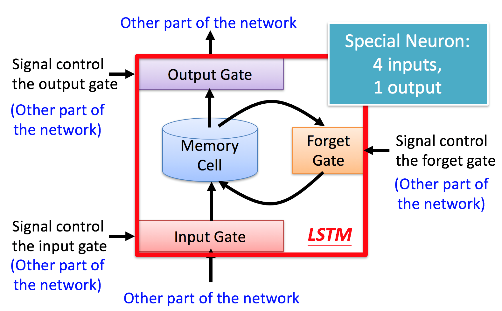 Other part of the network
Special Neuron:
4 inputs,
1 output
Signal control
the output gate
(Other part of
the network)
Output Gate
Memory
Cell
Forget
Gate
Signal control
the forget gate
(Other part of
the network)
Signal control
the input gate
(Other part of
the network)
Input Gate
LSTM
Other part of the network